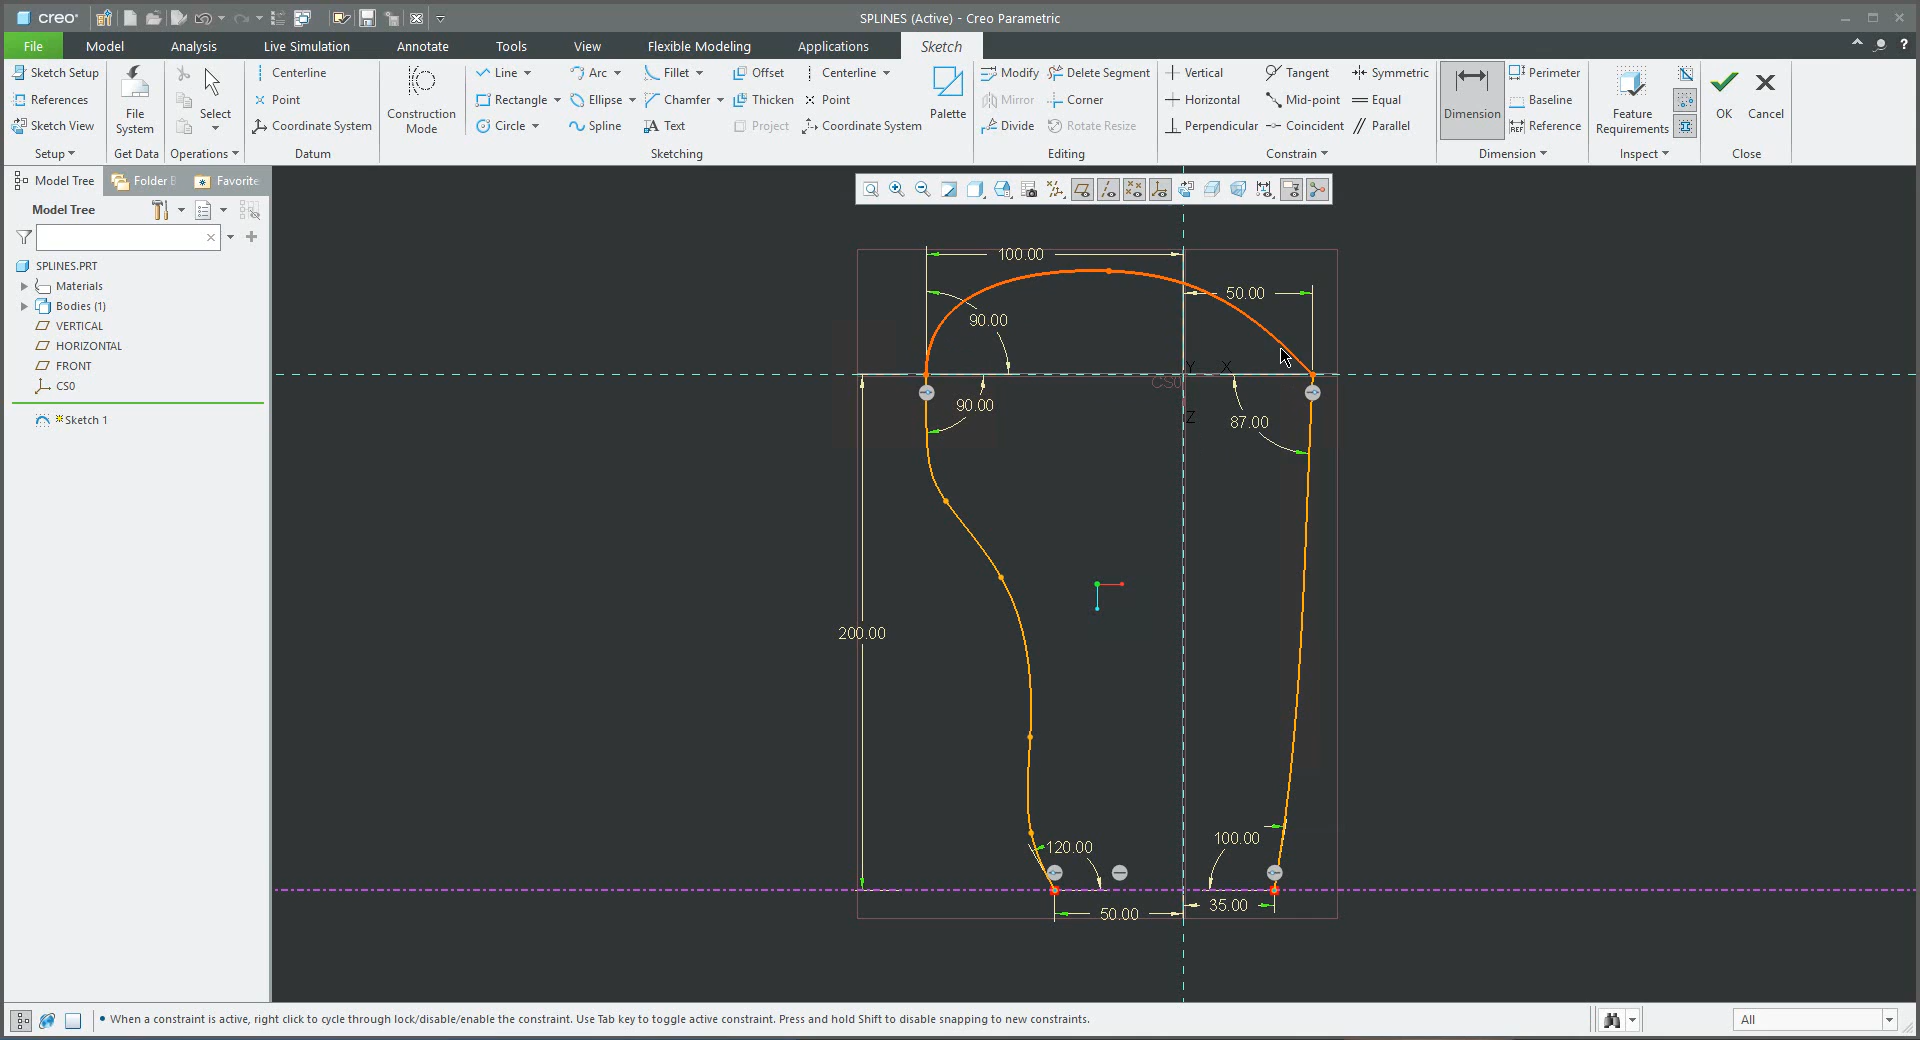 creo°
SPLINES (Active) - Creo Parametric
File
Model
Analysis
Live Simulation
Annotate
Tools
View
Flexible Modeling
Applications
Sketch
?
Sketch Setup
References
Sketch View
Setup
File System
Get Data
Select
Operations
Centerline
Point
Coordinate System
Datum
Construction Mode
Line
Arc
Fillet
Offset
Centerline
Rectangle
Ellipse
Chamfer
Thicken
Point
Circle
Spline
Text
Project
Coordinate System
Palette
Sketching
Modify
Delete Segment
Mirror
Corner
Divide
Rotate Resize
Editing
Vertical
Tangent
Symmetric
Horizontal
Mid-point
Equal
Perpendicular
Coincident
Parallel
Constrain
Dimension
Perimeter
Baseline
Reference
Dimension
Feature Requirements
Inspect
OK
Cancel
Close
Model Tree
Folder B
Favorite
Model Tree
SPLINES.PRT
Materials
Bodies (1)
VERTICAL
HORIZONTAL
FRONT
CS0
Sketch 1
100.00
50.00
90.00
Y
X
CS0
90.00
Z
87.00
200.00
100.00
120.00
35.00
50.00
When a constraint is active, right click to cycle through lock/disable/enable the constraint. Use Tab key to toggle active constraint. Press and hold Shift to disable snapping to new constraints.
All